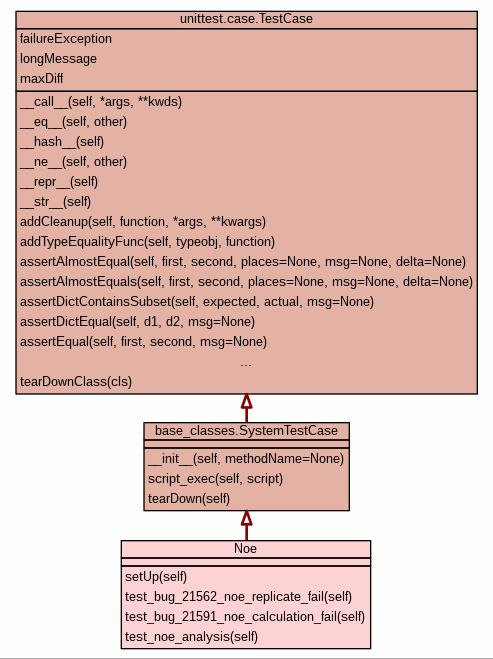 unittest.case.TestCase
failureException
longMessage
maxDiff
__call__(self, *args, **kwds)
__eq__(self, other)
__hash__(self)
__ne__(self, other)
__repr__(self)
__str__(self)
addCleanup(self, function, *args, **kwargs)
addTypeEqualityFunc(self, typeobj, function)
assertAlmostEqual(self, first, second, places=None, msg=None, delta=None)
assertAlmostEquals(self, first, second, places=None, msg=None, delta=None)
assertDictContainsSubset(self, expected, actual, msg=None)
assertDictEqual(self, d1, d2, msg=None)
assertEqual(self, first, second, msg=None)
...
tearDownClass(cls)
base_classes.SystemTestCase
__init__(self, methodName=None)
script_exec(self, script)
tearDown(self)
Noe
setUp(self)
test_bug_21562_noe_replicate_fail(self)
test_bug_21591_noe_calculation_fail(self)
test_noe_analysis(self)